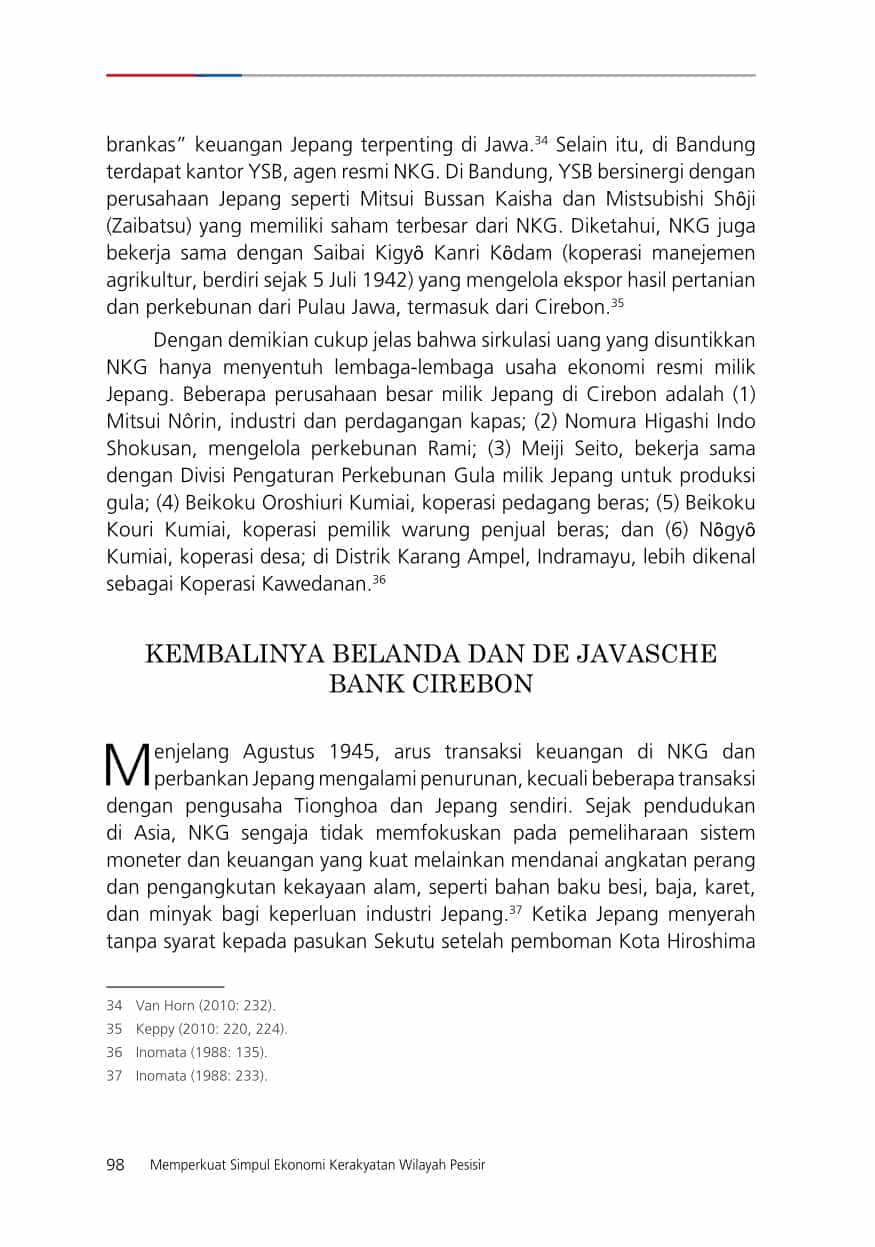 brankas” keuangan Jepang terpenting di Jawa.34 Selain itu, di Bandung
terdapat kantor YSB, agen resmi NKG. Di Bandung, YSB bersinergi dengan
perusahaan Jepang seperti Mitsui Bussan Kaisha dan Mistsubishi Shôji
(Zaibatsu) yang memiliki saham terbesar dari NKG. Diketahui, NKG juga
bekerja sama dengan Saibai Kigyô Kanri Kôdam (koperasi manejemen
agrikultur, berdiri sejak 5 Juli 1942) yang mengelola ekspor hasil pertanian
dan perkebunan dari Pulau Jawa, termasuk dari Cirebon.35
Dengan demikian cukup jelas bahwa sirkulasi uang yang disuntikkan
NKG hanya menyentuh lembaga-lembaga usaha ekonomi resmi milik
Jepang. Beberapa perusahaan besar milik Jepang di Cirebon adalah (1)
Mitsui Nôrin, industri dan perdagangan kapas; (2) Nomura Higashi Indo
Shokusan, mengelola perkebunan Rami; (3) Meiji Seito, bekerja sama
dengan Divisi Pengaturan Perkebunan Gula milik Jepang untuk produksi
gula; (4) Beikoku Oroshiuri Kumiai, koperasi pedagang beras; (5) Beikoku
Kouri Kumiai, koperasi pemilik warung penjual beras; dan (6) Nôgyô
Kumiai, koperasi desa; di Distrik Karang Ampel, Indramayu, lebih dikenal
sebagai Koperasi Kawedanan.36
KEMBALINYA BELANDA DAN DE JAVASCHE
BANK CIREBON
Menjelang Agustus 1945, arus transaksi keuangan di NKG dan
perbankan Jepang mengalami penurunan, kecuali beberapa transaksi
dengan pengusaha Tionghoa dan Jepang sendiri. Sejak pendudukan
di Asia, NKG sengaja tidak memfokuskan pada pemeliharaan sistem
moneter dan keuangan yang kuat melainkan mendanai angkatan perang
dan pengangkutan kekayaan alam, seperti bahan baku besi, baja, karet,
dan minyak bagi keperluan industri Jepang.37 Ketika Jepang menyerah
tanpa syarat kepada pasukan Sekutu setelah pemboman Kota Hiroshima
34 Van Horn (2010: 232).
35 Keppy (2010: 220, 224).
36 Inomata (1988: 135).
37 Inomata (1988: 233).
98 Memperkuat Simpul Ekonomi Kerakyatan Wilayah Pesisir